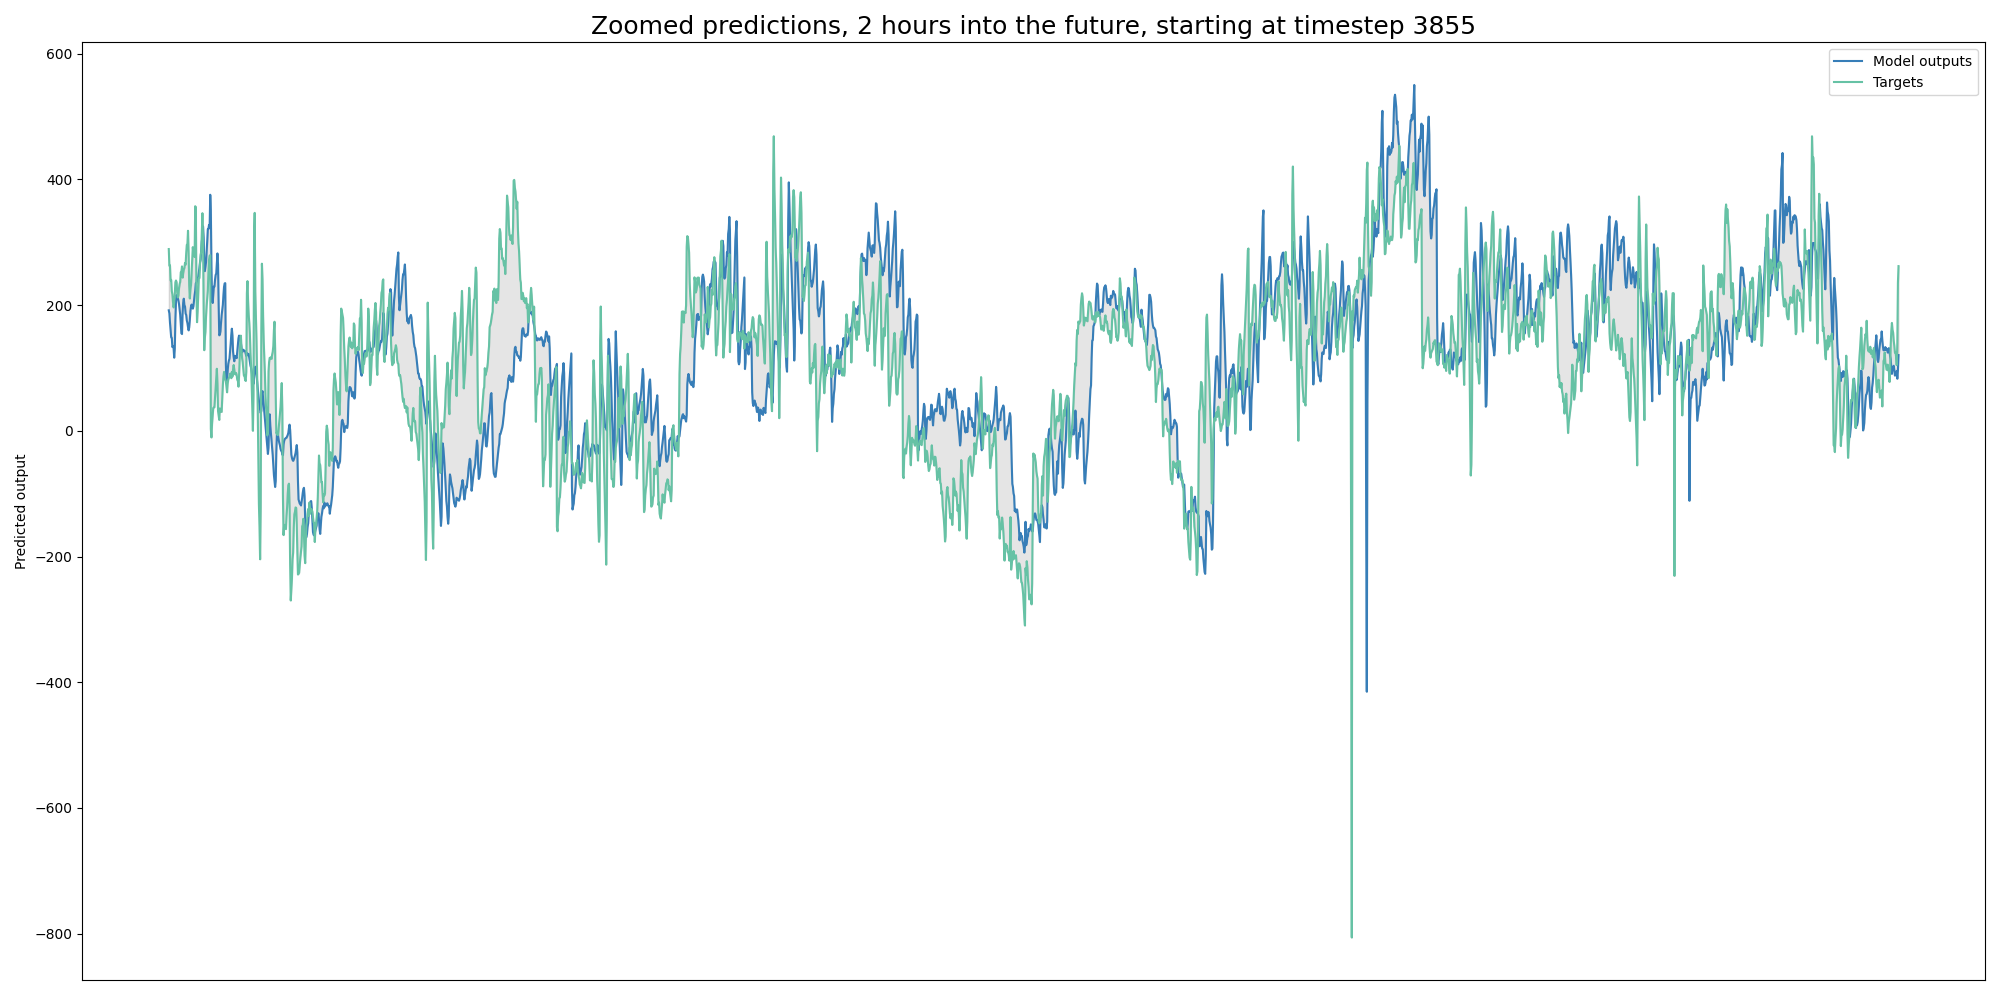 Zoomed predictions, 2 hours into the future, starting at timestep 3855
Model outputs
Targets
600
400
200
0
−200
−400
−600
−800
Predicted output